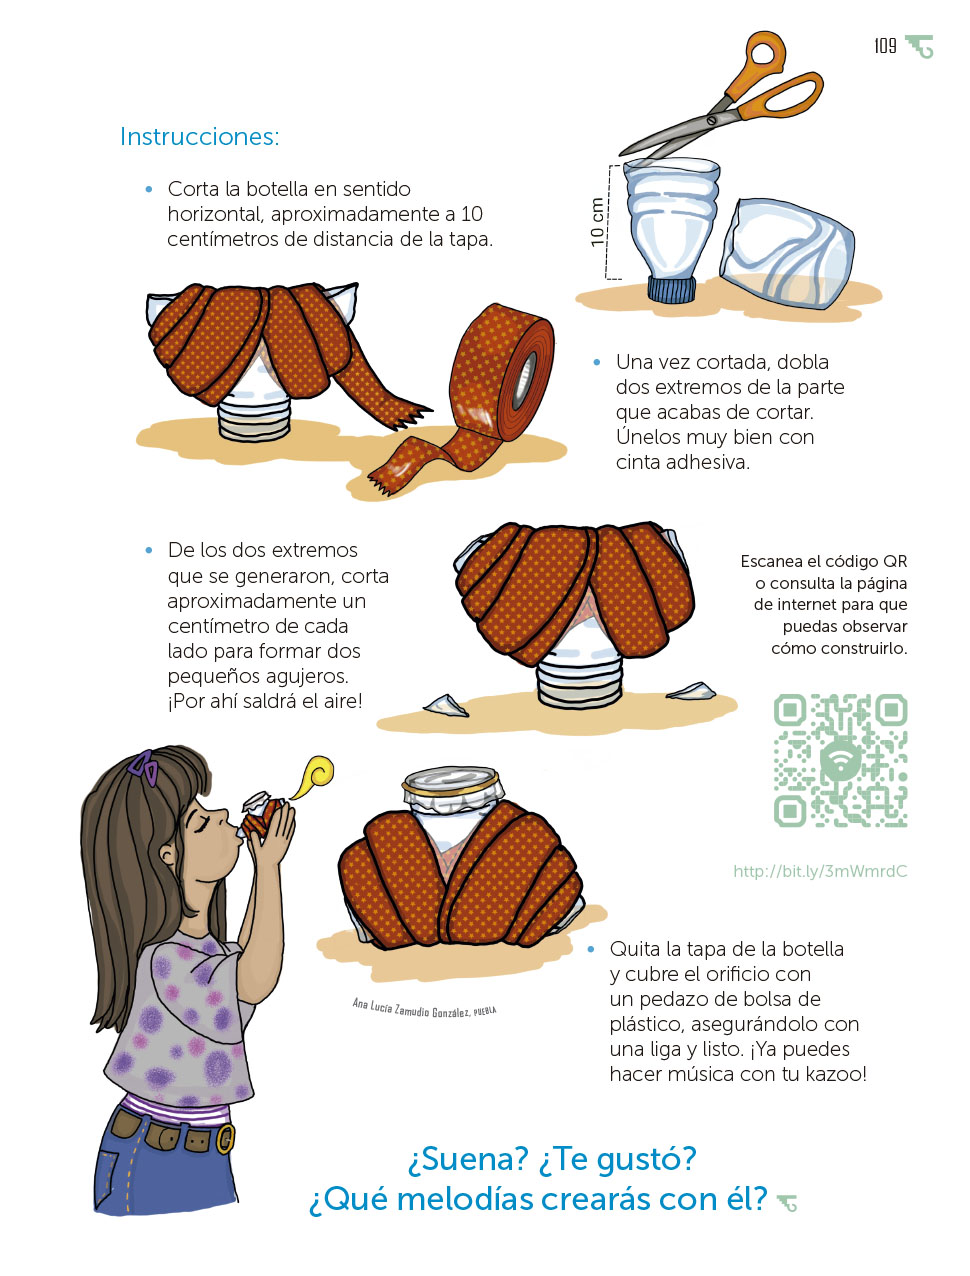 109
Instrucciones:
• Corta la botella en sentido
horizontal, aproximadamente a 10
centímetros de distancia de la tapa.
10 cm
• Una vez cortada, dobla
dos extremos de la parte
que acabas de cortar.
Únelos muy bien con
cinta adhesiva.
• De los dos extremos
que se generaron, corta
aproximadamente un
centímetro de cada
lado para formar dos
pequeños agujeros.
¡Por ahí saldrá el aire!
Escanea el código QR
o consulta la página
de internet para que
puedas observar
cómo construirlo.
http://bit.ly/3mWmrdC
• Quita la tapa de la botella
y cubre el orificio con
un pedazo de bolsa de
plástico, asegurándolo con
una liga y listo. ¡Ya puedes
hacer música con tu kazoo!
Ana Lucía Zamudio González, PUEBLA
¿Suena? ¿Te gustó?
¿Qué melodías crearás con él?